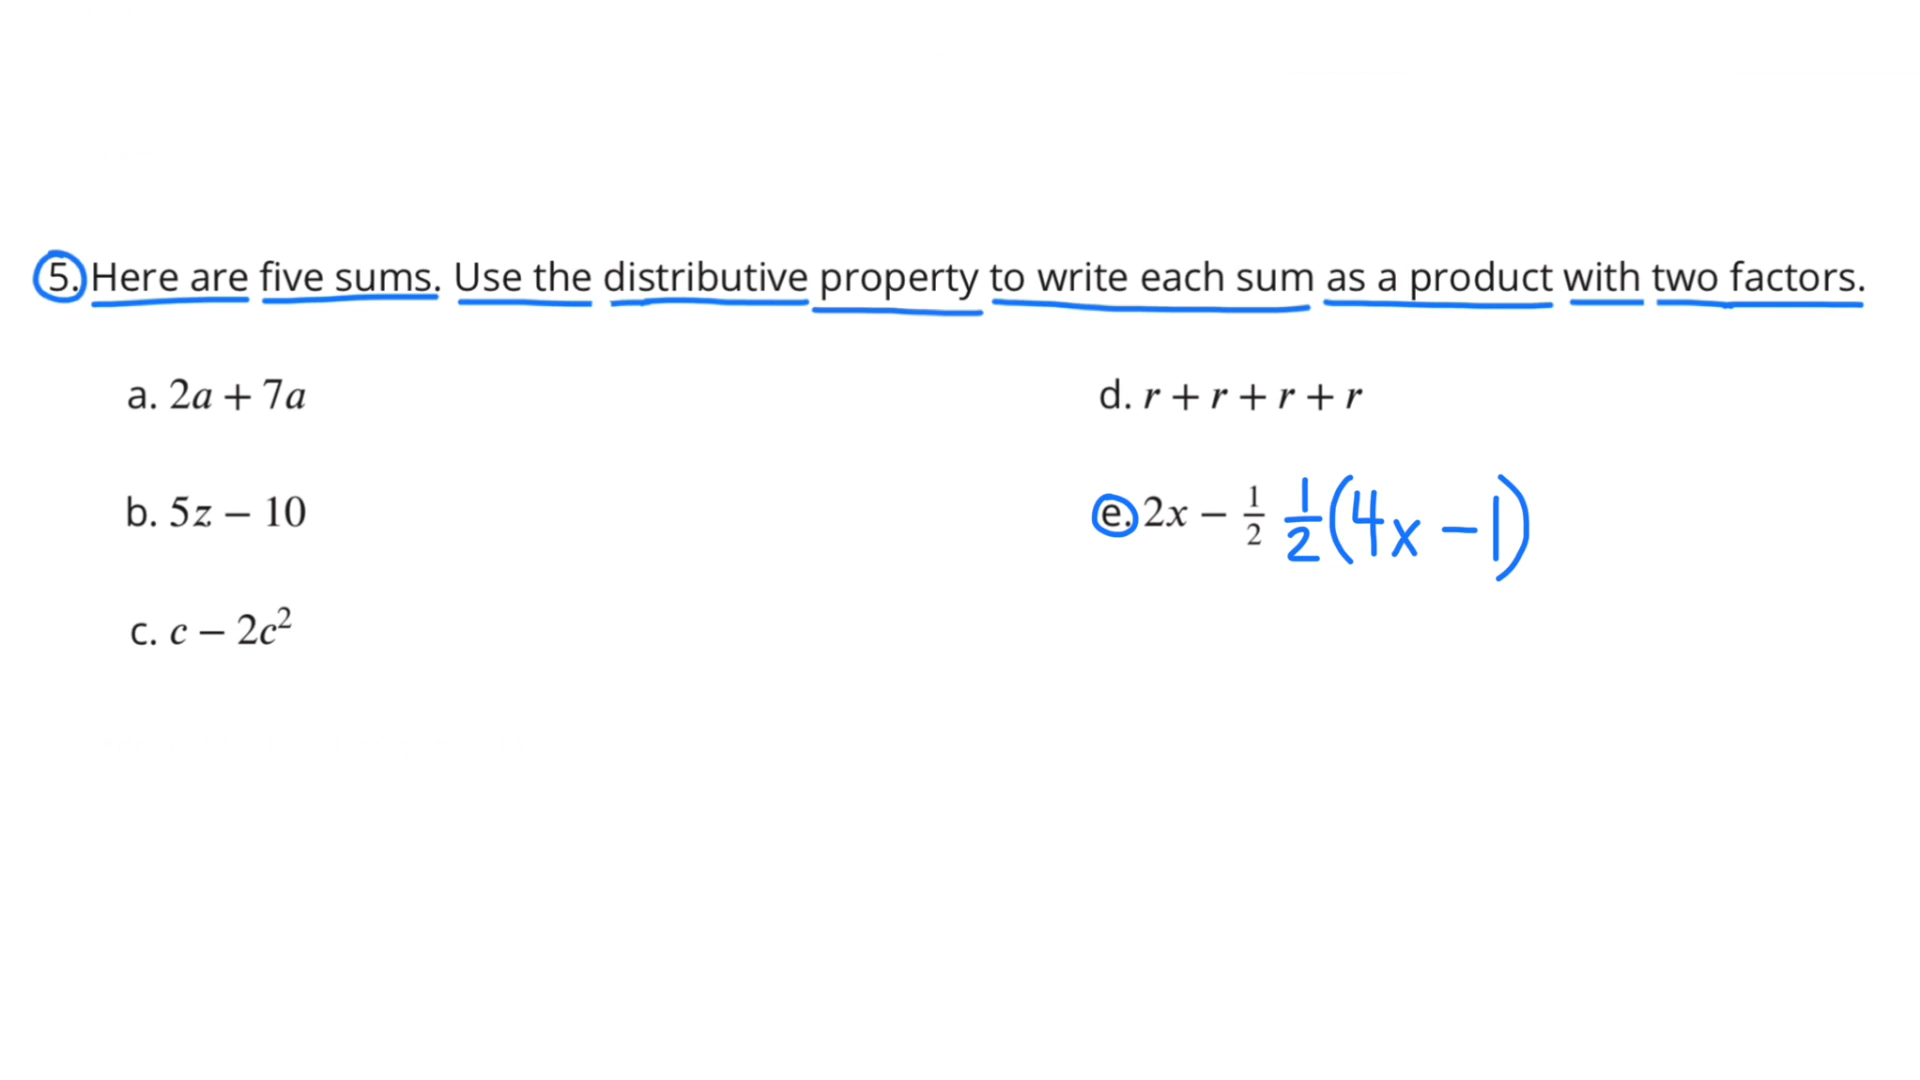 5. Here are five sums. Use the distributive property to write each sum as a product with two factors.
a. 2a + 7a
b. 5z − 10
c. c − 2c²
d. r + r + r + r
e. 2x − 1/2 1/2(4x − 1)